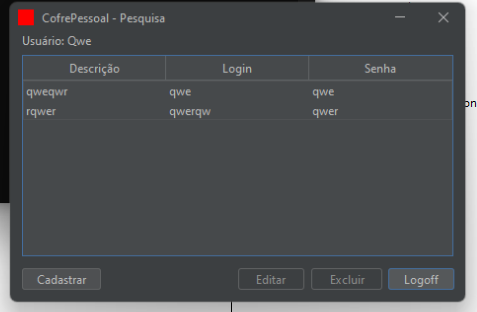 CofrePessoal - Pesquisa
Usuário: Qwe
Descrição Login Senha
qweqwr qwe qwe
rqwer qwerqw qwer
on
Cadastrar Editar Excluir Logoff